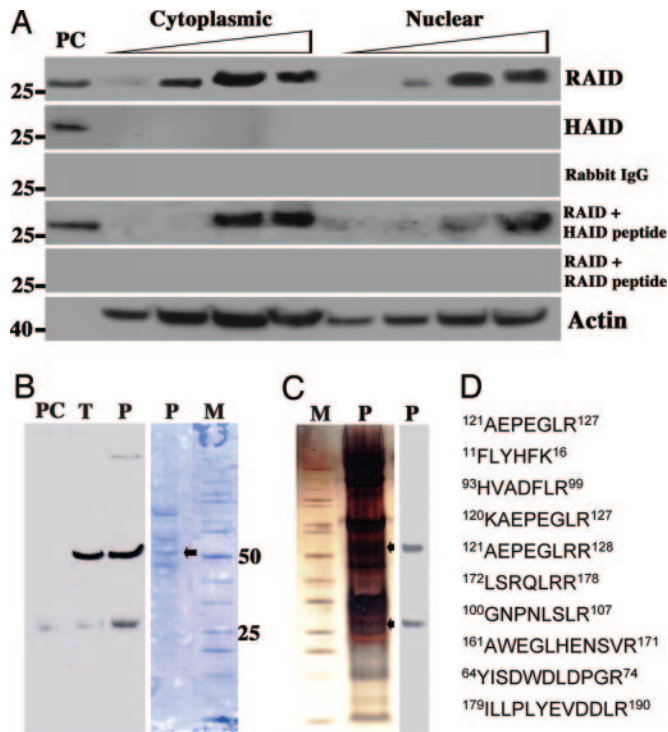 A
Cytoplasmic
Nuclear
PC
25
RAID
25
HAID
25
Rabbit IgG
25
RAID +
HAID peptide
25
RAID +
RAID peptide
40
Actin
B
PC T P P M
50
25
C
M P P
D
¹²¹AEPEGLR¹²⁷
¹¹FLYHFK¹⁶
⁹³HVADFLR⁹⁹
¹²⁰KAEPEGLR¹²⁷
¹²¹AEPEGLRR¹²⁸
¹⁷²LSRQLRR¹⁷⁸
¹⁰⁰GNPNLSLR¹⁰⁷
¹⁶¹AWEGLHENSVR¹⁷¹
⁶⁴YISDWDLDPGR⁷⁴
¹⁷⁹ILLPLYEVDDLR¹⁹⁰